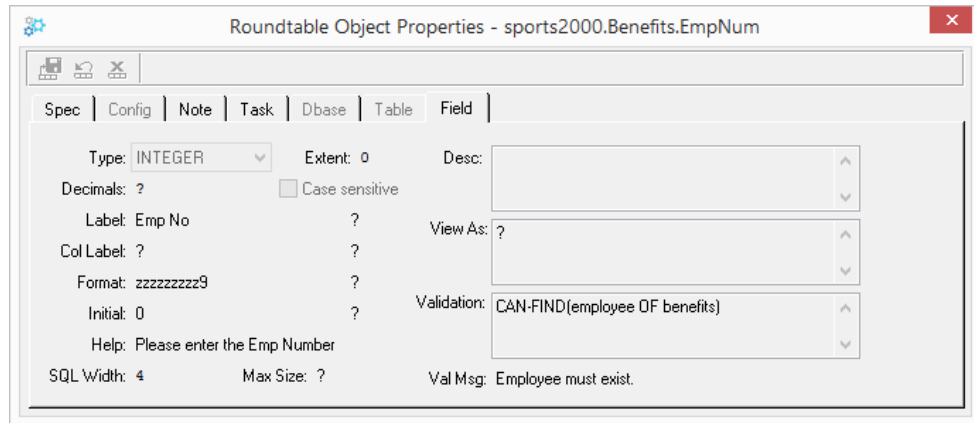 Roundtable Object Properties - sports2000.Benefits.EmpNum
Spec Config Note Task Dbase Table Field
Type: INTEGER Extent: 0 Desc:
Decimals: ? Case sensitive
Label: Emp No ? View As: ?
Col Label: ? ?
Format: zzzzzzzzz9 ?
Initial: 0 ? Validation: CAN-FIND(employee OF benefits)
Help: Please enter the Emp Number
SQL Width: 4 Max Size: ? Val Msg: Employee must exist.